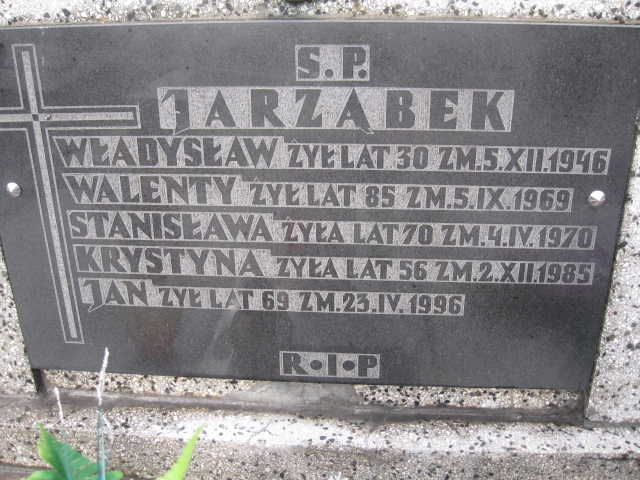 S. P.
JARZĄBEK
WŁADYSŁAW ŻYŁ LAT 30 ZM. 5. XII. 1946
WALENTY ŻYŁ LAT 85 ZM. 5. IX. 1969
STANISŁAWA ŻYŁA LAT 70 ZM. 4. IV. 1970
KRYSTYNA ŻYŁA LAT 56 ZM. 2. XII. 1985
JAN ŻYŁ LAT 69 ZM. 23. IV. 1996
R•I•P